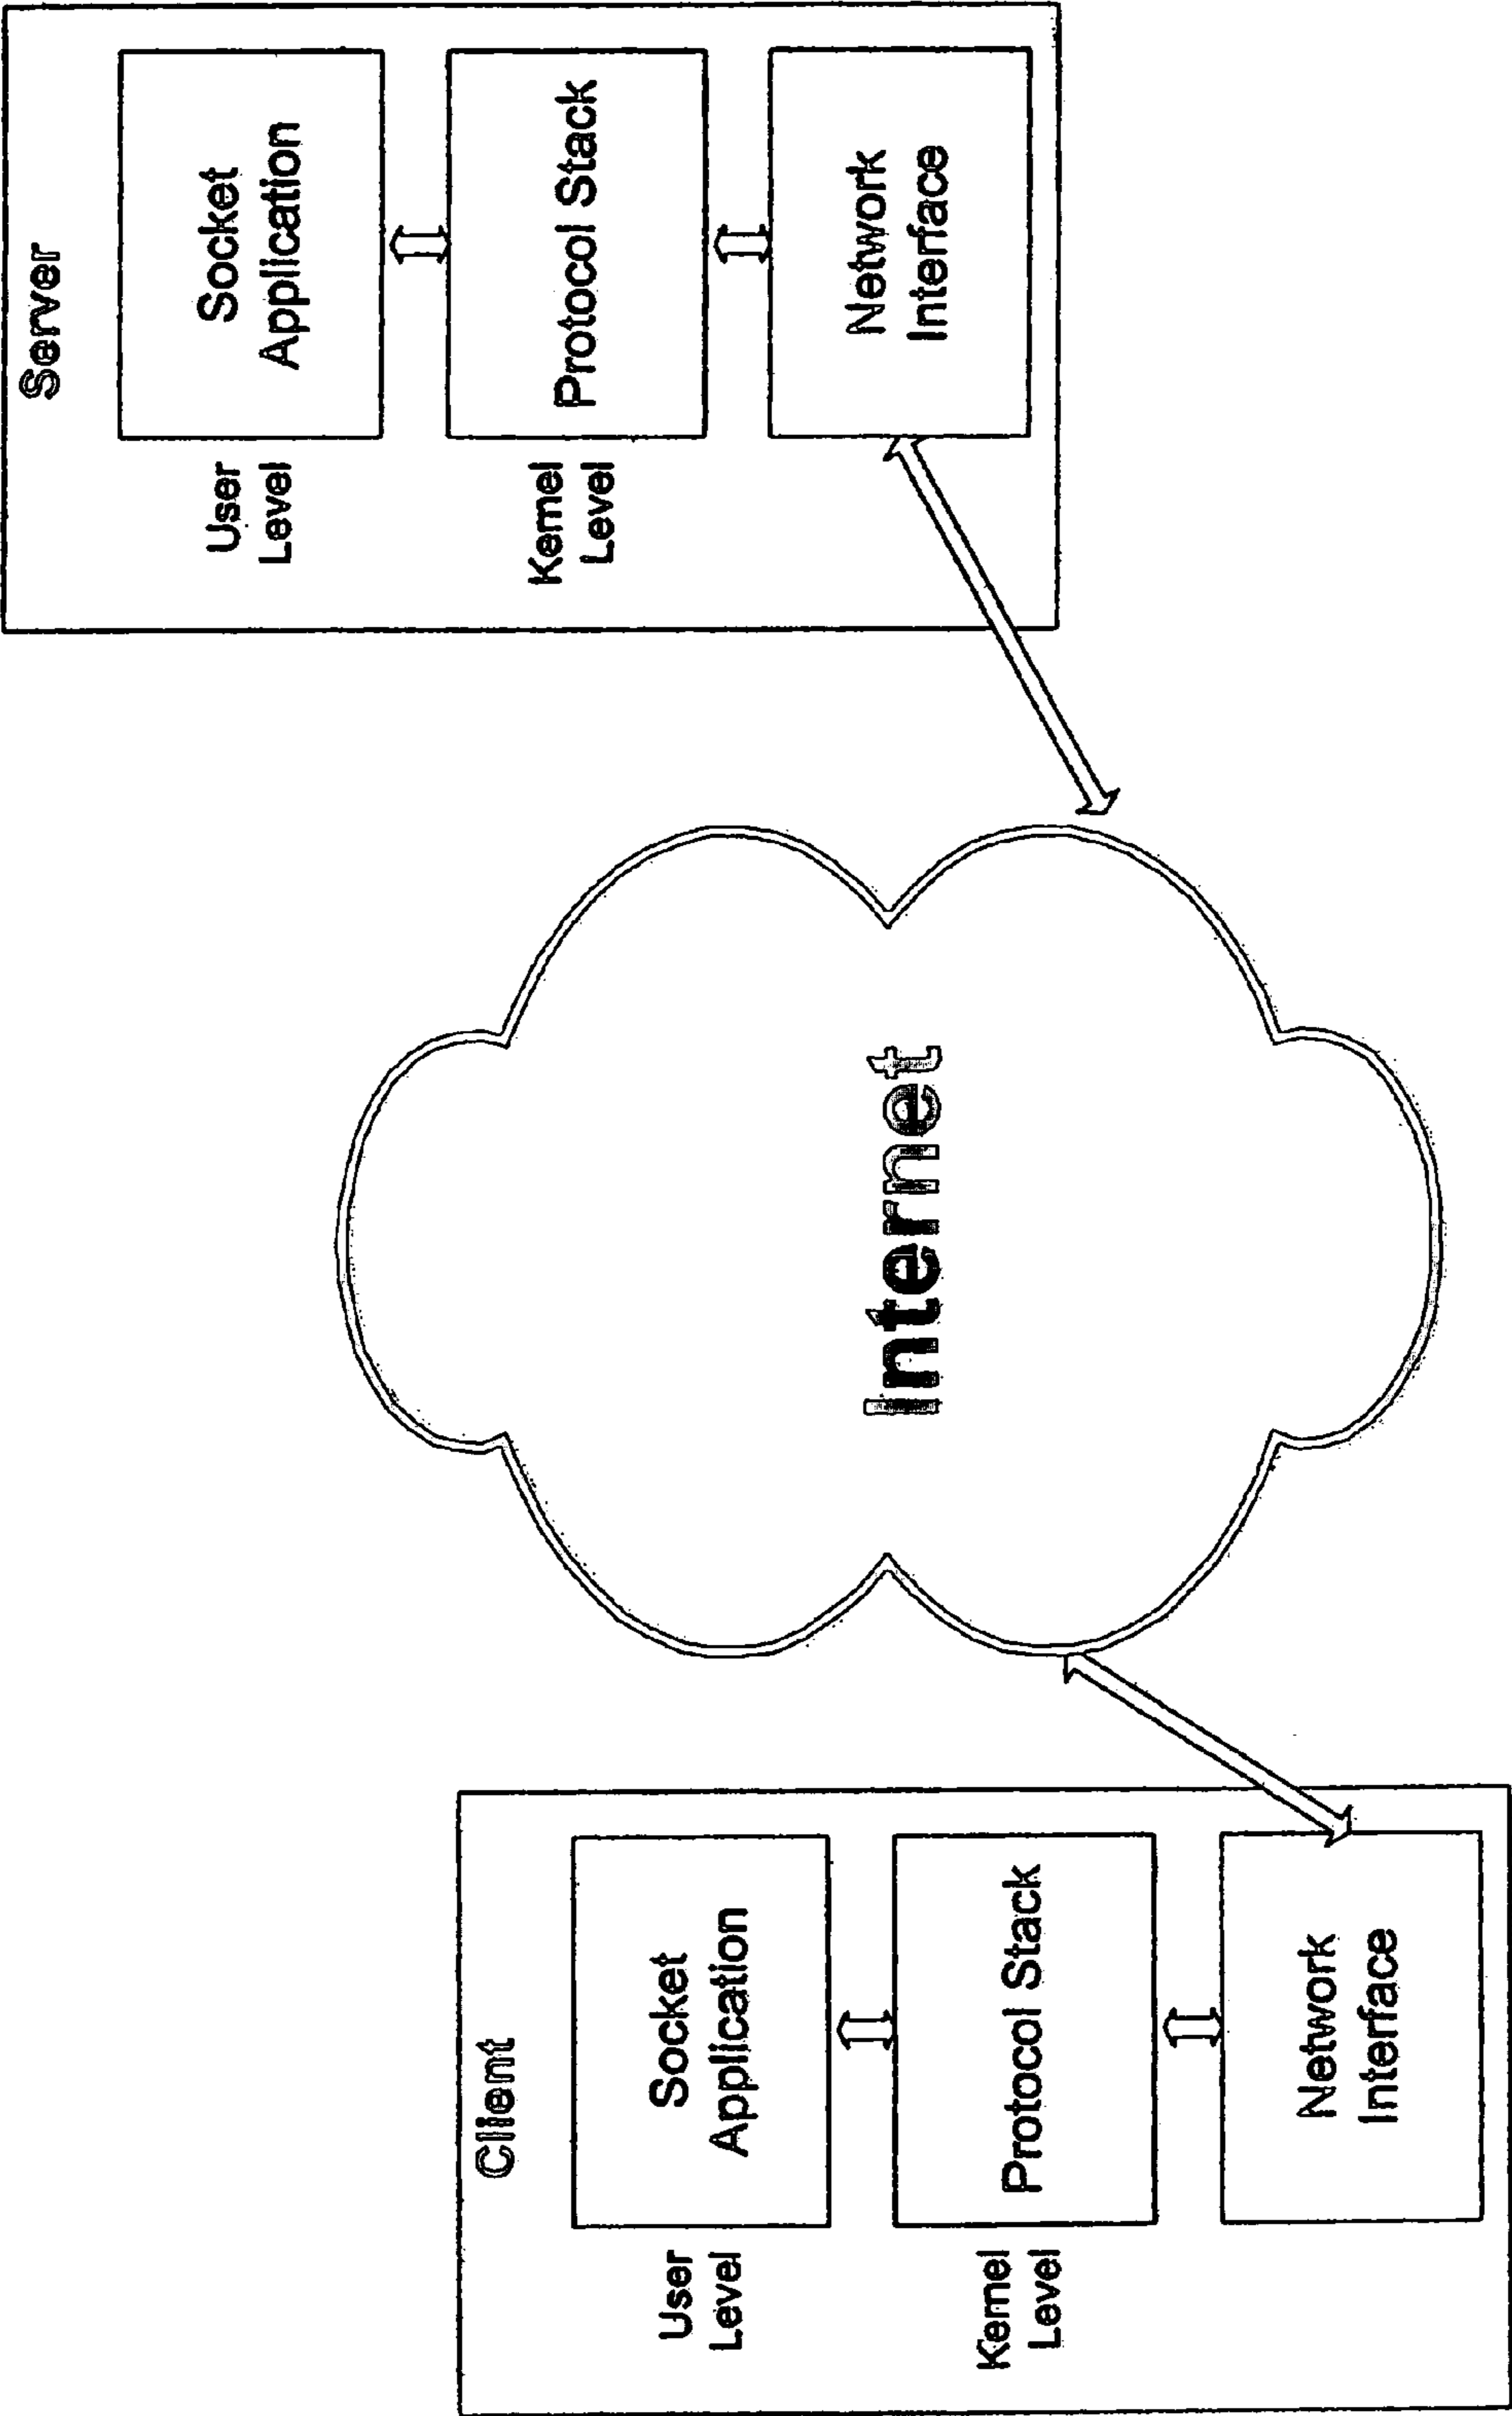 Client
Socket
Application
User
Level
Protocol Stack
Kernel
Level
Network
Interface
Internet
Server
Socket
Application
User
Level
Protocol Stack
Kernel
Level
Network
Interface